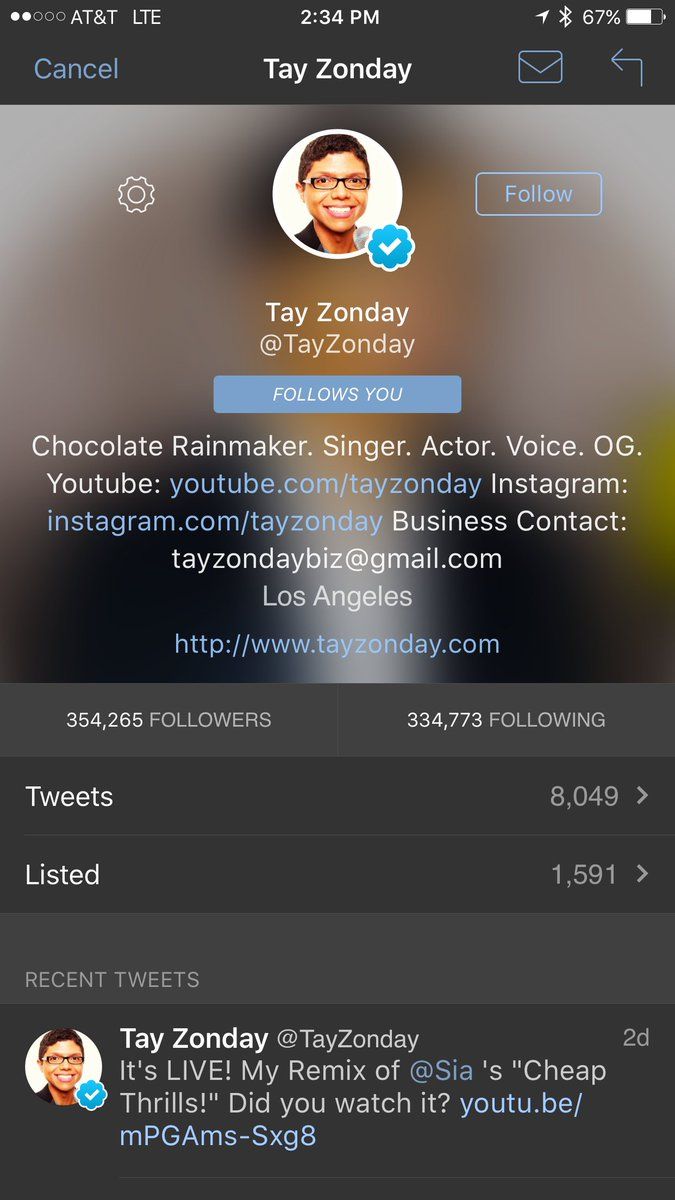 AT&T LTE 2:34 PM 67%
Cancel Tay Zonday
Follow
Tay Zonday
@TayZonday
FOLLOWS YOU
Chocolate Rainmaker. Singer. Actor. Voice. OG.
Youtube: youtube.com/tayzonday Instagram:
instagram.com/tayzonday Business Contact:
tayzondaybiz@gmail.com
Los Angeles
http://www.tayzonday.com
354,265 FOLLOWERS 334,773 FOLLOWING
Tweets 8,049
Listed 1,591
RECENT TWEETS
Tay Zonday @TayZonday 2d
It's LIVE! My Remix of @Sia 's "Cheap
Thrills!" Did you watch it? youtu.be/
mPGAms-Sxg8